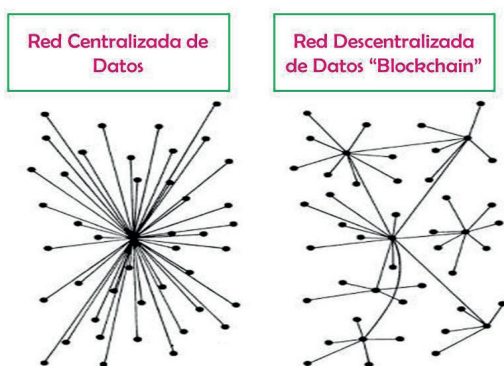 Red Centralizada de
Datos
Red Descentralizada
de Datos “Blockchain”